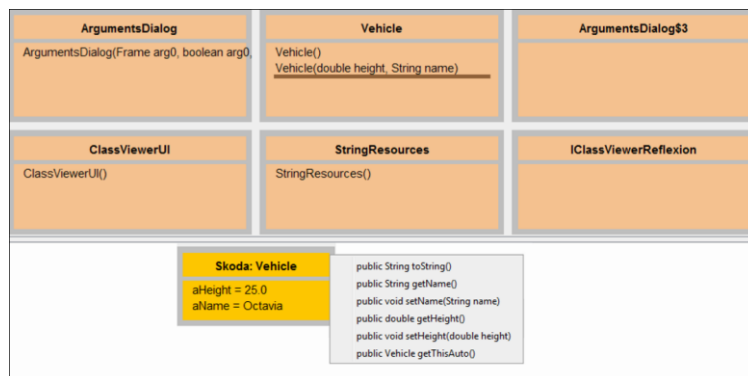 ArgumentsDialog
ArgumentsDialog(Frame arg0, boolean arg0,
Vehicle
Vehicle()
Vehicle(double height, String name)
ArgumentsDialog$3
ClassViewerUI
ClassViewerUI()
StringResources
StringResources()
IClassViewerReflexion
Skoda: Vehicle
aHeight = 25.0
aName = Octavia
public String toString()
public String getName()
public void setName(String name)
public double getHeight()
public void setHeight(double height)
public Vehicle getThisAuto()